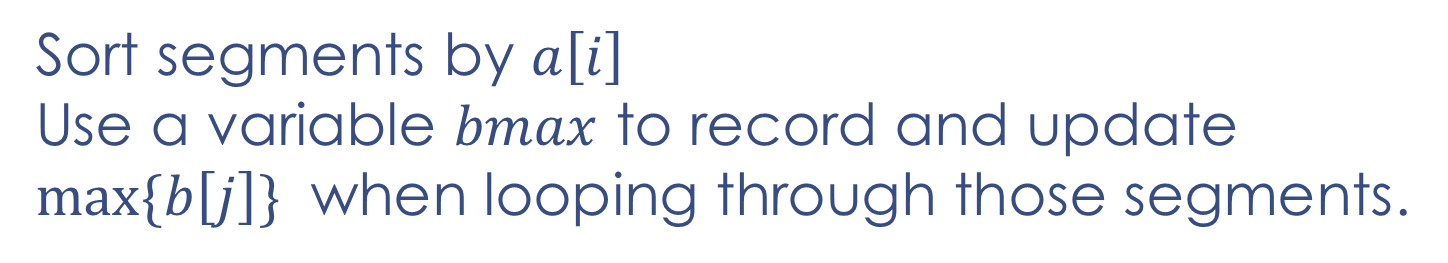 Sort segments by a[i]
Use a variable bmax to record and update
max{b[j]} when looping through those segments.